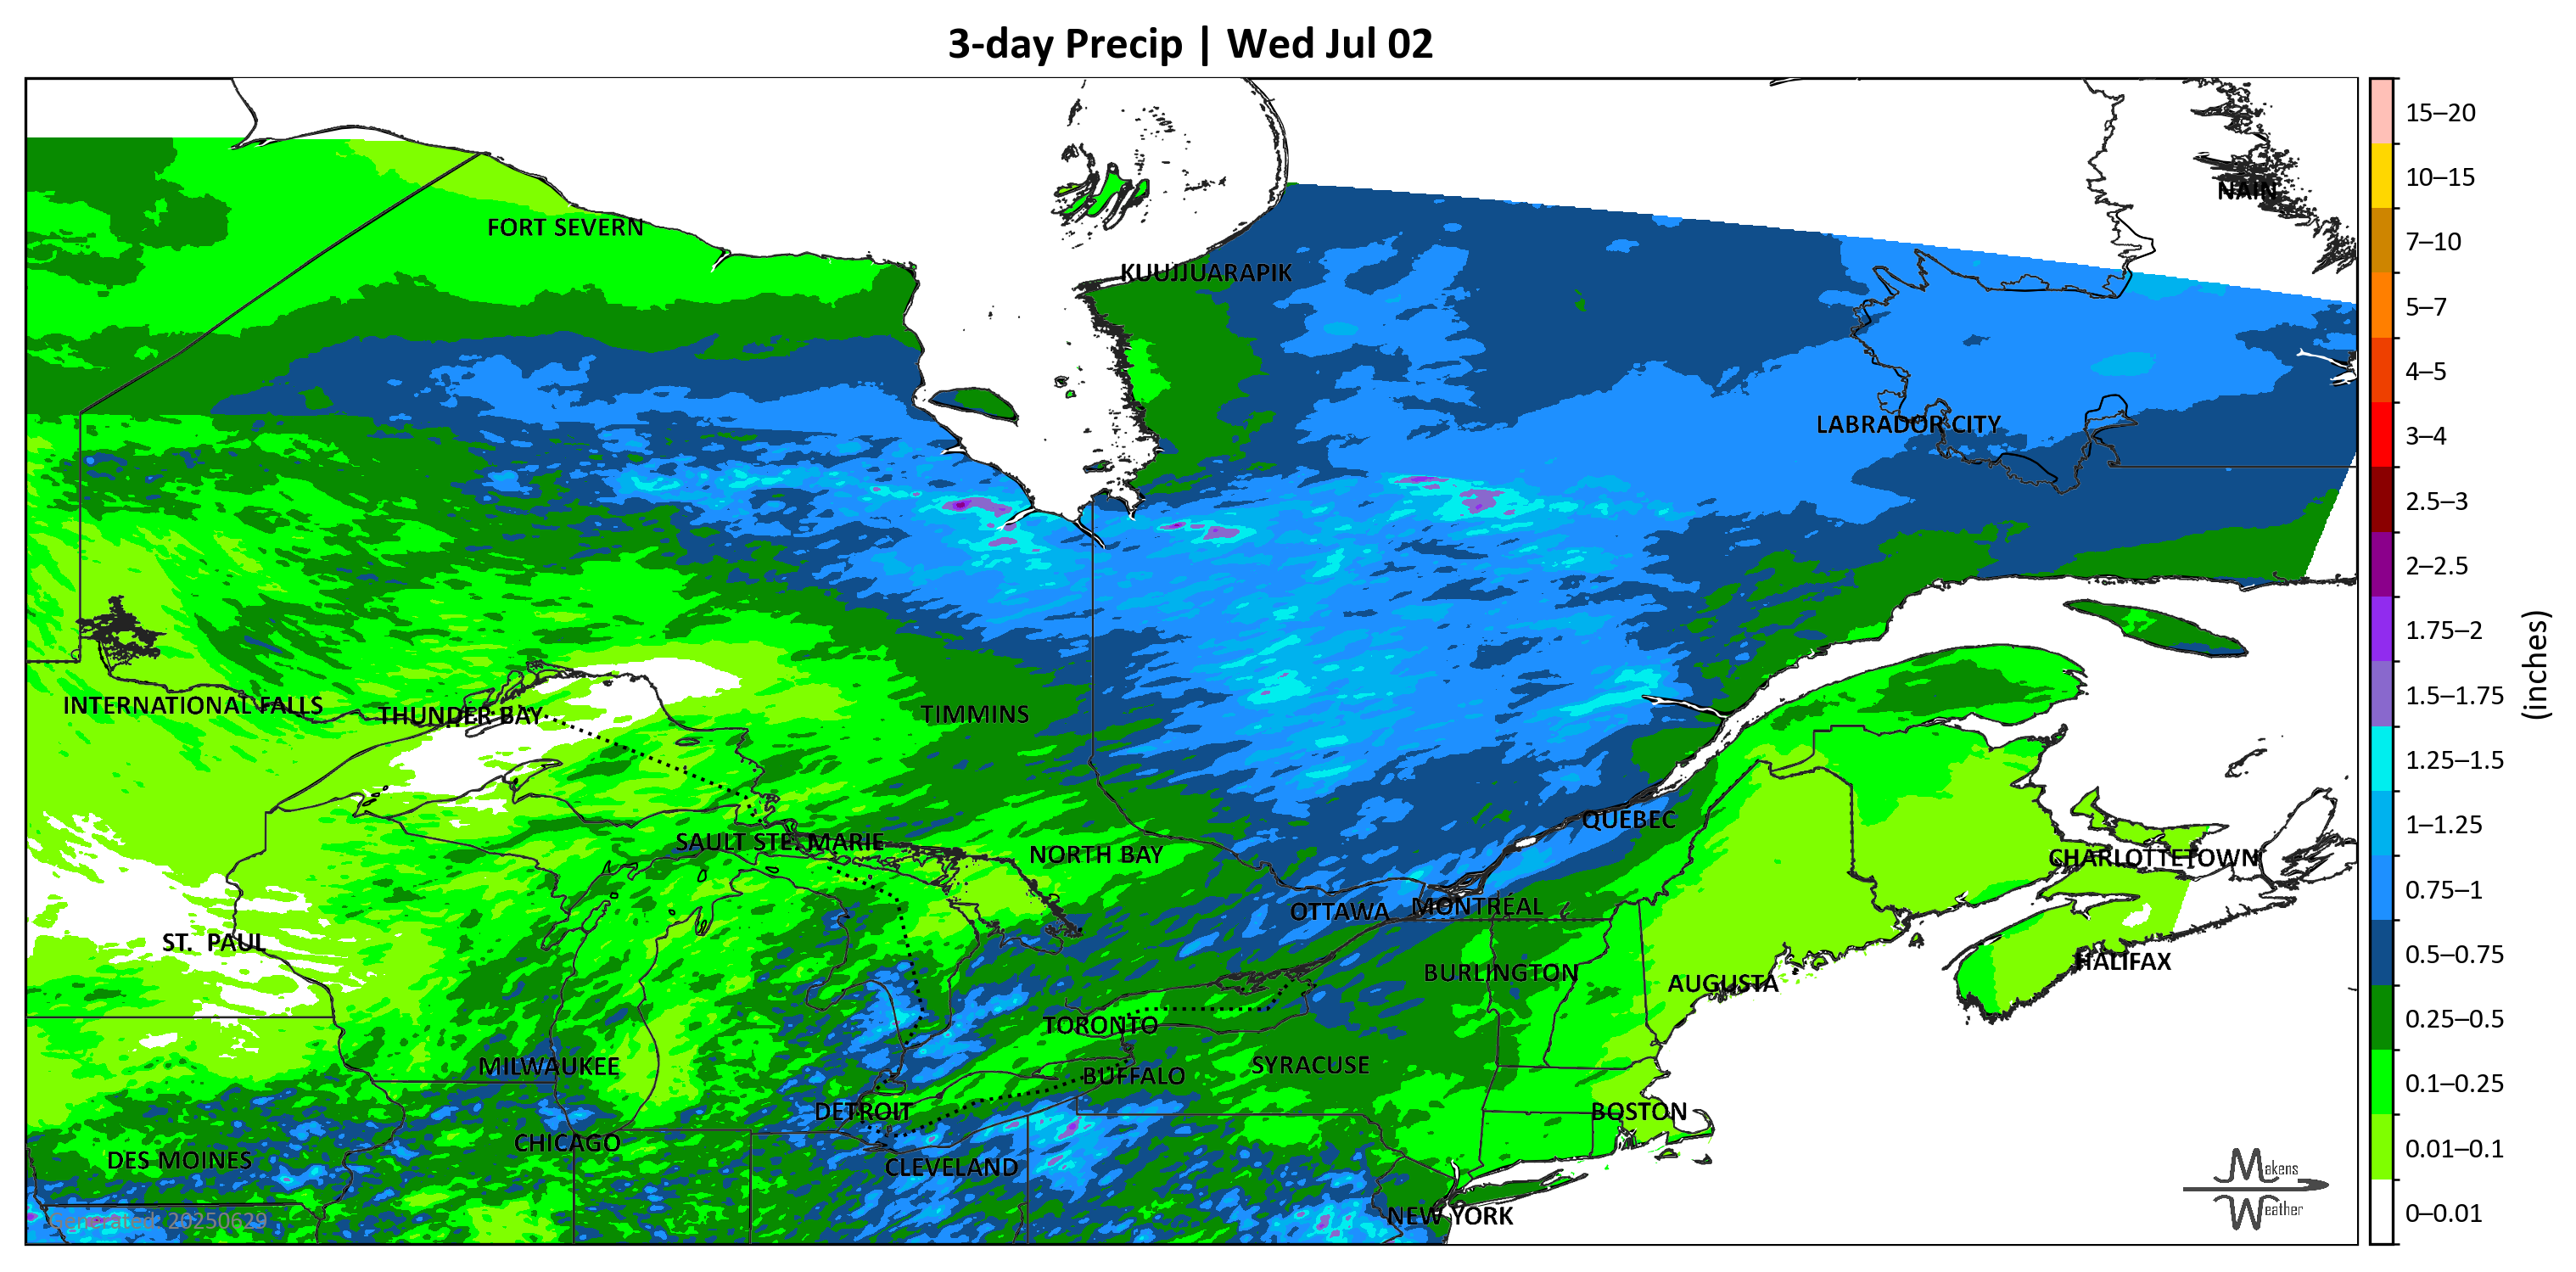 3-day Precip | Wed Jul 02
15–20
10–15
NAIN
FORT SEVERN
7–10
KUUJJUARAPIK
5–7
4–5
LABRADOR CITY
3–4
2.5–3
2–2.5
1.75–2
(inches)
INTERNATIONAL FALLS
THUNDER BAY
TIMMINS
1.5–1.75
1.25–1.5
QUÉBEC
1–1.25
SAULT STE. MARIE
NORTH BAY
CHARLOTTETOWN
0.75–1
OTTAWA
MONTRÉAL
ST. PAUL
HALIFAX
0.5–0.75
BURLINGTON
AUGUSTA
TORONTO
0.25–0.5
MILWAUKEE
BUFFALO
SYRACUSE
0.1–0.25
DETROIT
BOSTON
CHICAGO
0.01–0.1
DES MOINES
CLEVELAND
Makens
Weather
NEW YORK
Generated: 20250629
0–0.01